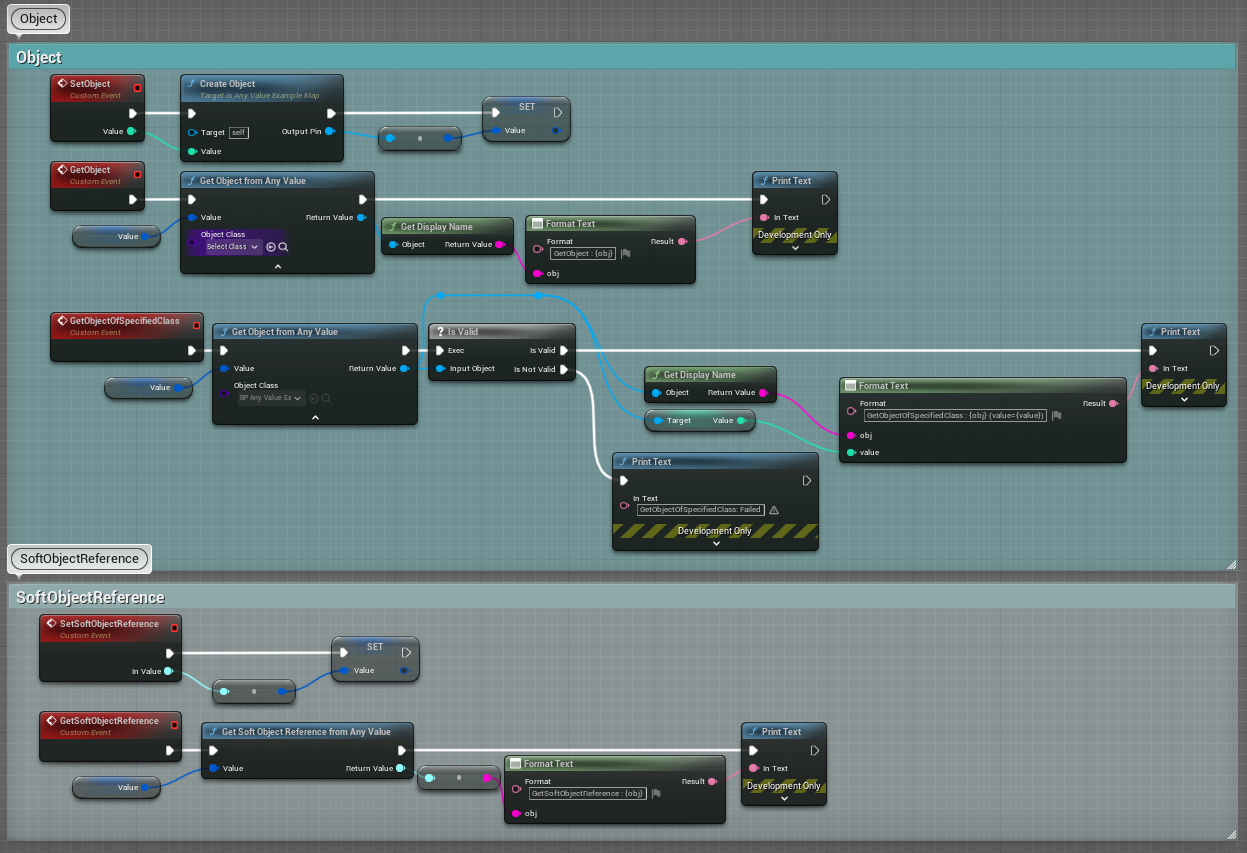 Object
Object
SetObject
Custom Event
Value
Create Object
Target is Any Value Example Map
Target self
Output Pin
Value
SET
Value
GetObject
Custom Event
Value
Get Object from Any Value
Value
Return Value
Object Class
Select Class
Get Display Name
Object
Return Value
Format Text
Format
GetObject : {obj}
Result
obj
Print Text
In Text
Development Only
GetObjectOfSpecifiedClass
Custom Event
Value
Get Object from Any Value
Value
Return Value
Object Class
BP Any Value Ex
? Is Valid
Exec
Is Valid
Input Object
Is Not Valid
Get Display Name
Object
Return Value
Target
Value
Format Text
Format
GetObjectOfSpecifiedClass : {obj} (value={value})
Result
obj
value
Print Text
In Text
Development Only
Print Text
In Text
GetObjectOfSpecifiedClass: Failed
Development Only
SoftObjectReference
SoftObjectReference
SetSoftObjectReference
Custom Event
In Value
SET
Value
GetSoftObjectReference
Custom Event
Value
Get Soft Object Reference from Any Value
Value
Return Value
Format Text
Format
GetSoftObjectReference : {obj}
Result
obj
Print Text
In Text
Development Only